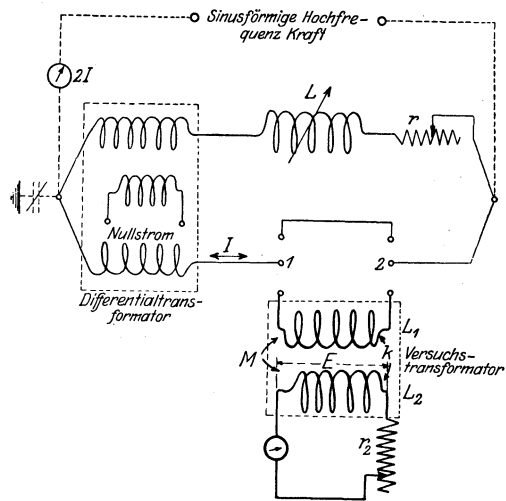 Sinusförmige Hochfre-
quenz Kraft
2I
L
r
Nullstrom
I
1
2
Differentialtrans-
formator
L₁
M
E
k
Versuchs-
transformator
L₂
r₂